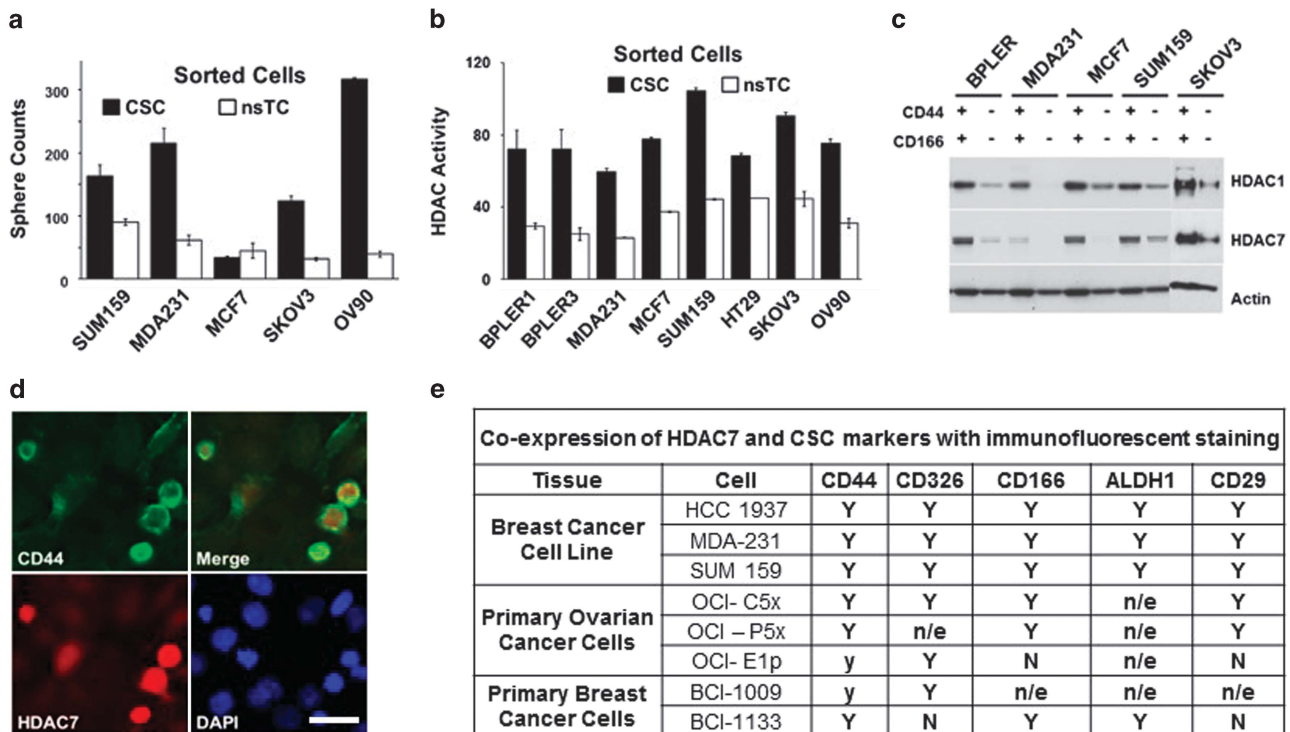 a
Sorted Cells
CSC nsTC
Sphere Counts
300
200
100
0
SUM159 MDA231 MCF7 SKOV3 OV90
b
Sorted Cells
CSC nsTC
HDAC Activity
120
80
40
0
BPLER1 BPLER3 MDA231 MCF7 SUM159 HT29 SKOV3 OV90
c
BPLER MDA231 MCF7 SUM159 SKOV3
CD44 + - + - + - + - + -
CD166 + - + - + - + - + -
HDAC1
HDAC7
Actin
d
CD44 Merge
HDAC7 DAPI
e
Co-expression of HDAC7 and CSC markers with immunofluorescent staining
Tissue Cell CD44 CD326 CD166 ALDH1 CD29
Breast Cancer Cell Line
HCC 1937 Y Y Y Y Y
MDA-231 Y Y Y Y Y
SUM 159 Y Y Y Y Y
Primary Ovarian Cancer Cells
OCI- C5x Y Y Y n/e Y
OCI – P5x Y n/e Y n/e Y
OCI- E1p y Y N n/e N
Primary Breast Cancer Cells
BCI-1009 y Y n/e n/e n/e
BCI-1133 Y N Y Y N